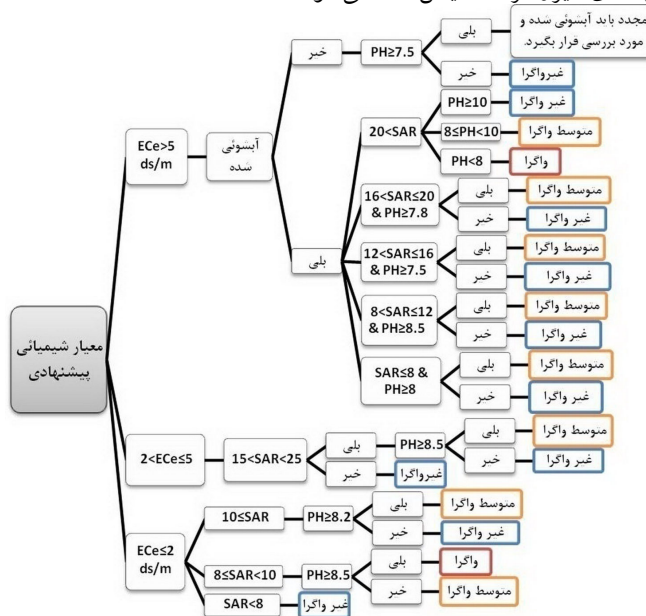 مجدد باید آبشوئی شده و
مورد بررسی قرار بگیرد.
بلی
خیر
PH≥7.5
خیر
غیرواگرا
PH≥10
غیر واگرا
20<SAR
8≤PH<10
متوسط واگرا
PH<8
واگرا
ECe>5
ds/m
آبشوئی
شده
16<SAR≤20
& PH≥7.8
بلی
متوسط واگرا
خیر
غیر واگرا
بلی
12<SAR≤16
& PH≥7.5
بلی
متوسط واگرا
خیر
غیر واگرا
8<SAR≤12
& PH≥8.5
بلی
متوسط واگرا
خیر
غیر واگرا
SAR≤8 &
PH≥8
بلی
متوسط واگرا
خیر
غیر واگرا
معیار شیمیائی
پیشنهادی
2<ECe≤5
15<SAR<25
بلی
PH≥8.5
بلی
متوسط واگرا
خیر
غیر واگرا
خیر
غیرواگرا
ECe≤2
ds/m
10≤SAR
PH≥8.2
بلی
متوسط واگرا
خیر
غیر واگرا
8≤SAR<10
PH≥8.5
بلی
واگرا
خیر
متوسط واگرا
SAR<8
غیر واگرا